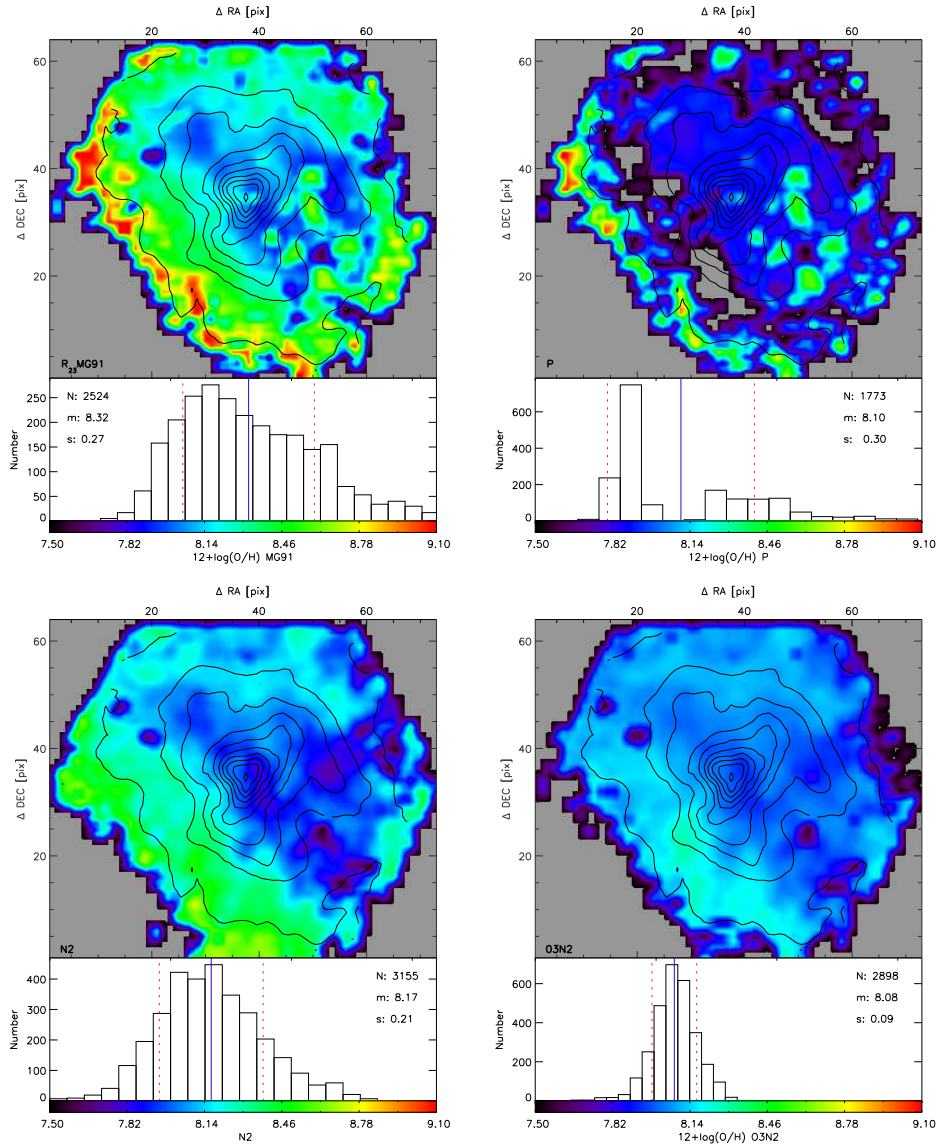 Δ RA [pix]
20 40 60
60
40
20
Δ DEC [pix]
R23MG91
250
200
150
100
50
0
Number
N: 2524
m: 8.32
s: 0.27
7.50 7.82 8.14 8.46 8.78 9.10
12+log(O/H) MG91
Δ RA [pix]
20 40 60
60
40
20
Δ DEC [pix]
P
600
400
200
0
Number
N: 1773
m: 8.10
s: 0.30
7.50 7.82 8.14 8.46 8.78 9.10
12+log(O/H) P
Δ RA [pix]
20 40 60
60
40
20
Δ DEC [pix]
N2
400
300
200
100
0
Number
N: 3155
m: 8.17
s: 0.21
7.50 7.82 8.14 8.46 8.78 9.10
N2
Δ RA [pix]
20 40 60
60
40
20
Δ DEC [pix]
O3N2
600
400
200
0
Number
N: 2898
m: 8.08
s: 0.09
7.50 7.82 8.14 8.46 8.78 9.10
12+log(O/H) O3N2